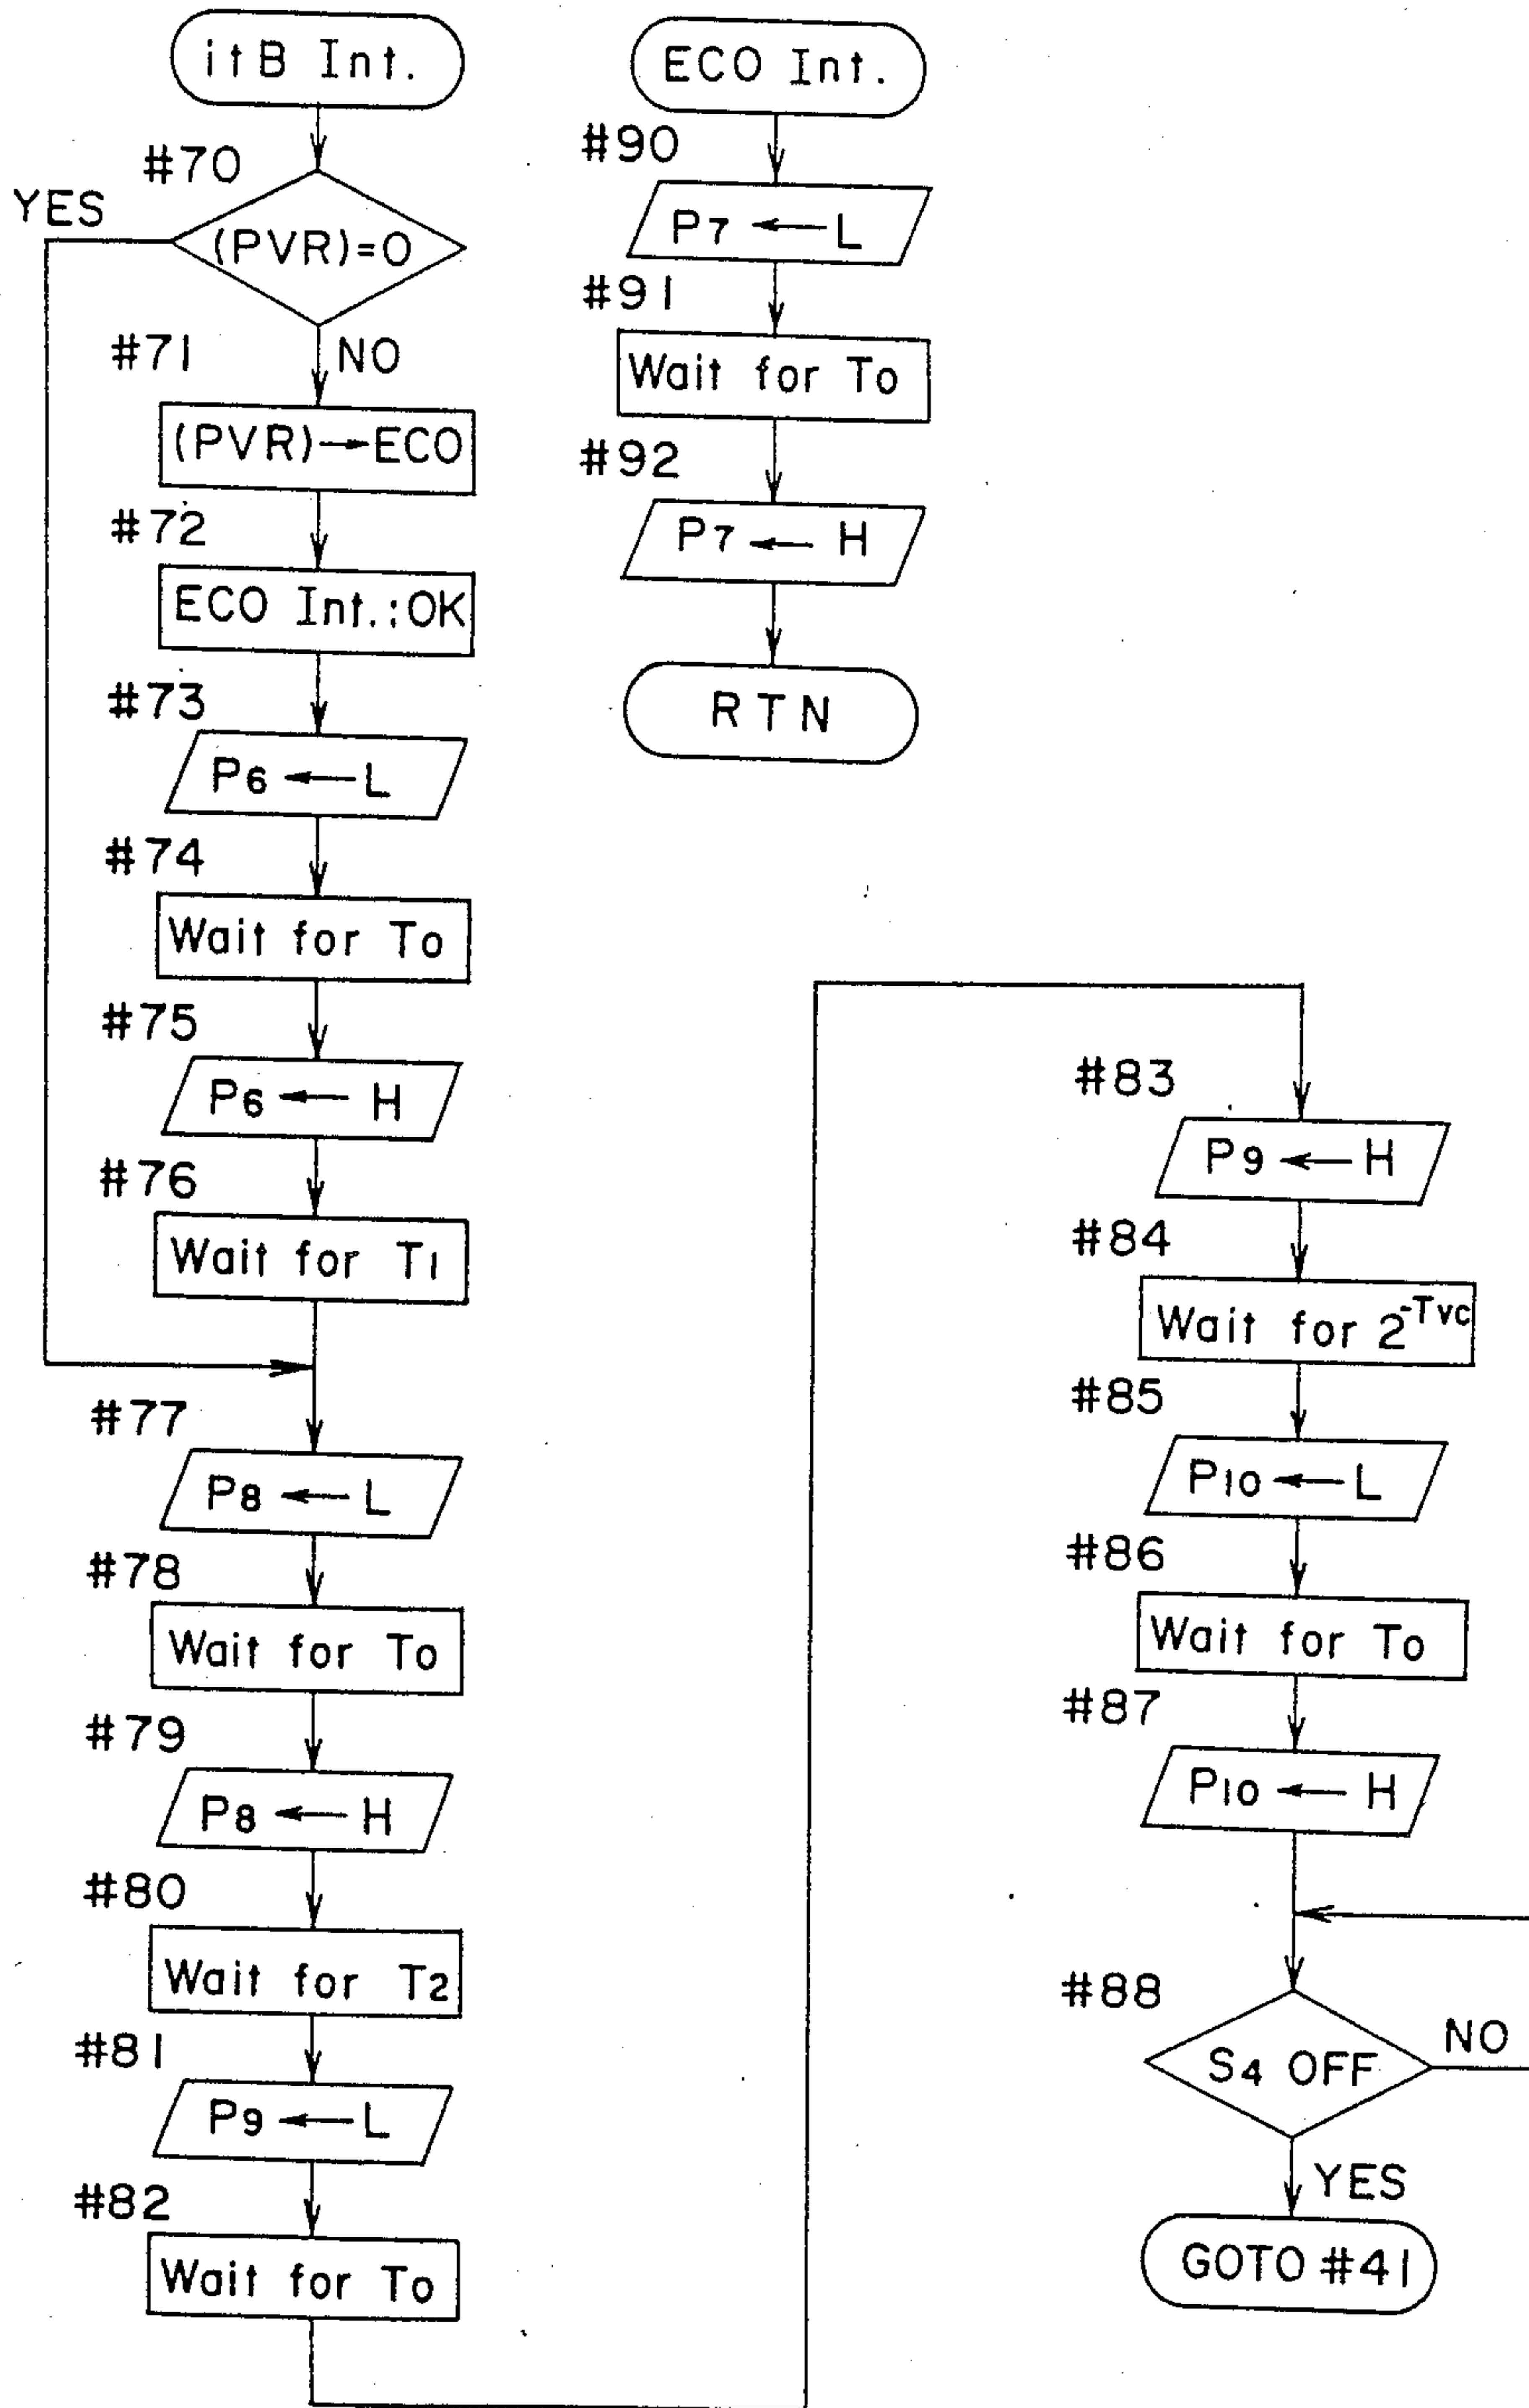 itB Int.
#70
YES
(PVR)=0
#71
NO
(PVR)→ECO
#72
ECO Int.:OK
#73
P6 ← L
#74
Wait for To
#75
P6 ← H
#76
Wait for T1
#77
P8 ← L
#78
Wait for To
#79
P8 ← H
#80
Wait for T2
#81
P9 ← L
#82
Wait for To
ECO Int.
#90
P7 ← L
#91
Wait for To
#92
P7 ← H
RTN
#83
P9 ← H
#84
Wait for 2^-Tvc
#85
P10 ← L
#86
Wait for To
#87
P10 ← H
#88
S4 OFF
NO
YES
GOTO #41